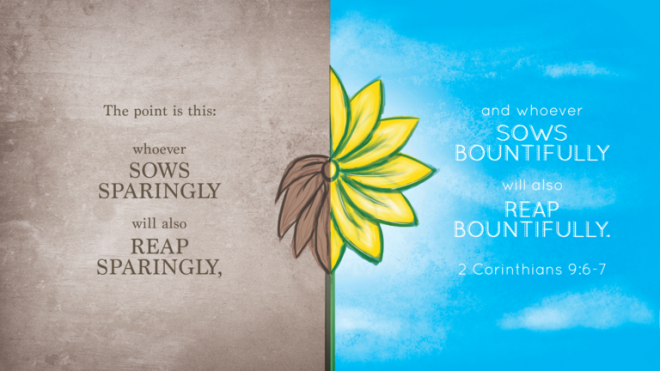 The point is this:
whoever
SOWS
SPARINGLY
will also
REAP
SPARINGLY,
and whoever
SOWS
BOUNTIFULLY
will also
REAP
BOUNTIFULLY.
2 Corinthians 9:6-7